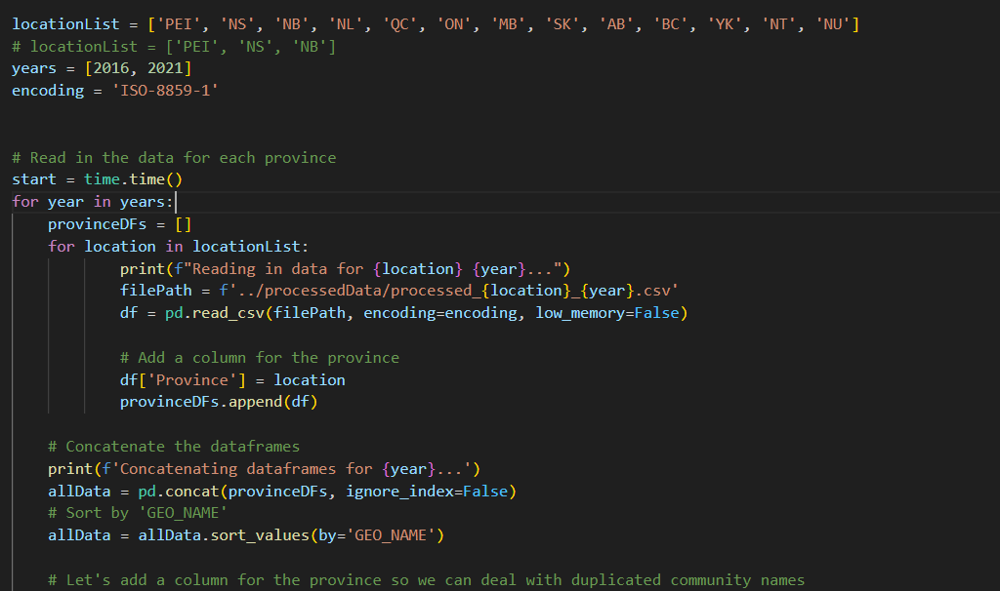 locationList = ['PEI', 'NS', 'NB', 'NL', 'QC', 'ON', 'MB', 'SK', 'AB', 'BC', 'YK', 'NT', 'NU']
# locationList = ['PEI', 'NS', 'NB']
years = [2016, 2021]
encoding = 'ISO-8859-1'
# Read in the data for each province
start = time.time()
for year in years:
    provinceDFs = []
    for location in locationList:
            print(f"Reading in data for {location} {year}...")
            filePath = f'../processedData/processed_{location}_{year}.csv'
            df = pd.read_csv(filePath, encoding=encoding, low_memory=False)
            # Add a column for the province
            df['Province'] = location
            provinceDFs.append(df)
    # Concatenate the dataframes
    print(f'Concatenating dataframes for {year}...')
    allData = pd.concat(provinceDFs, ignore_index=False)
    # Sort by 'GEO_NAME'
    allData = allData.sort_values(by='GEO_NAME')
    # Let's add a column for the province so we can deal with duplicated community names